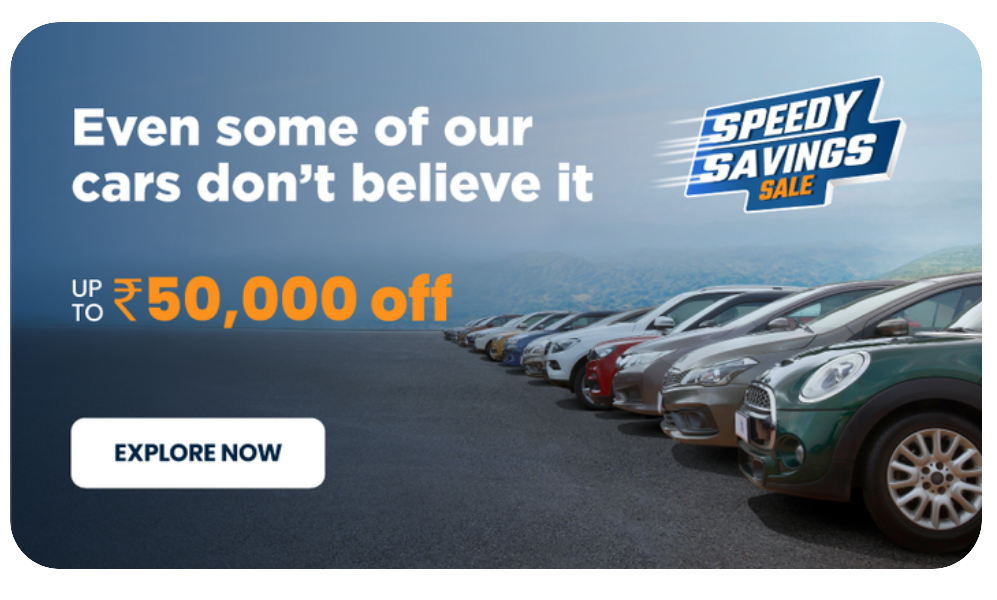 Even some of our
cars don’t believe it
SPEEDY
SAVINGS
SALE
UP TO ₹50,000 off
EXPLORE NOW